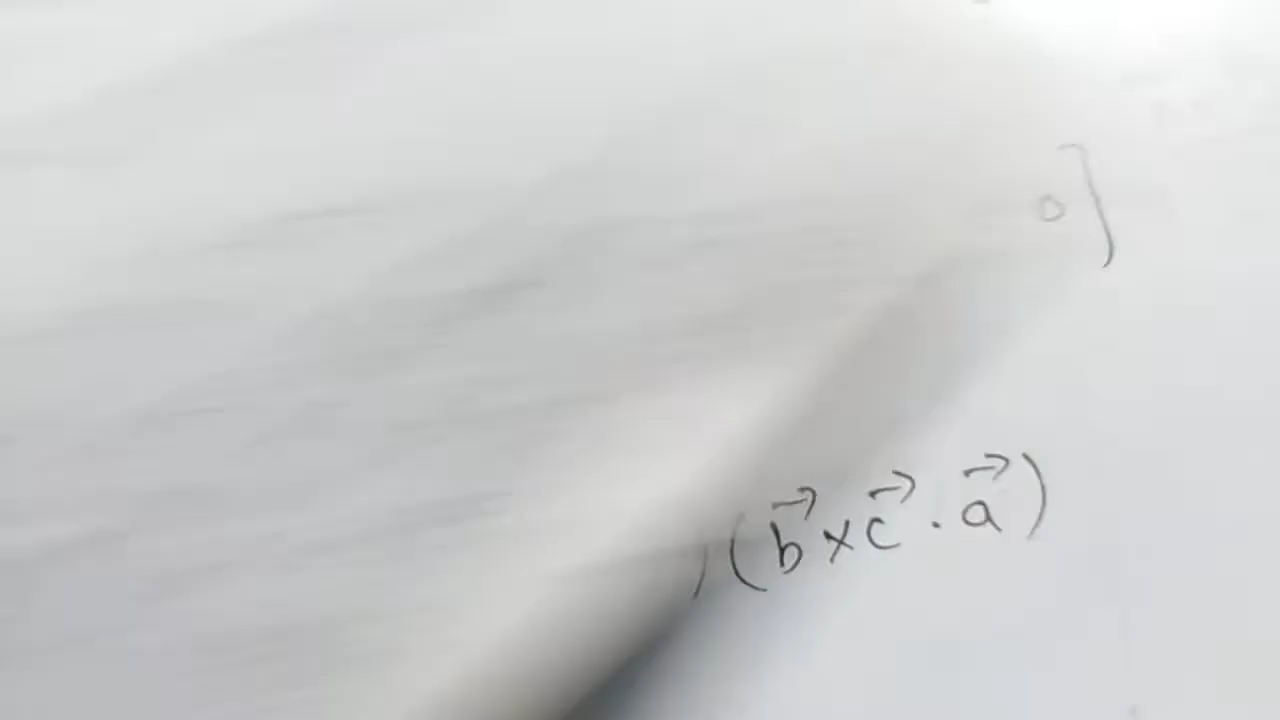 0]
) (b⃗ × c⃗ . a⃗)